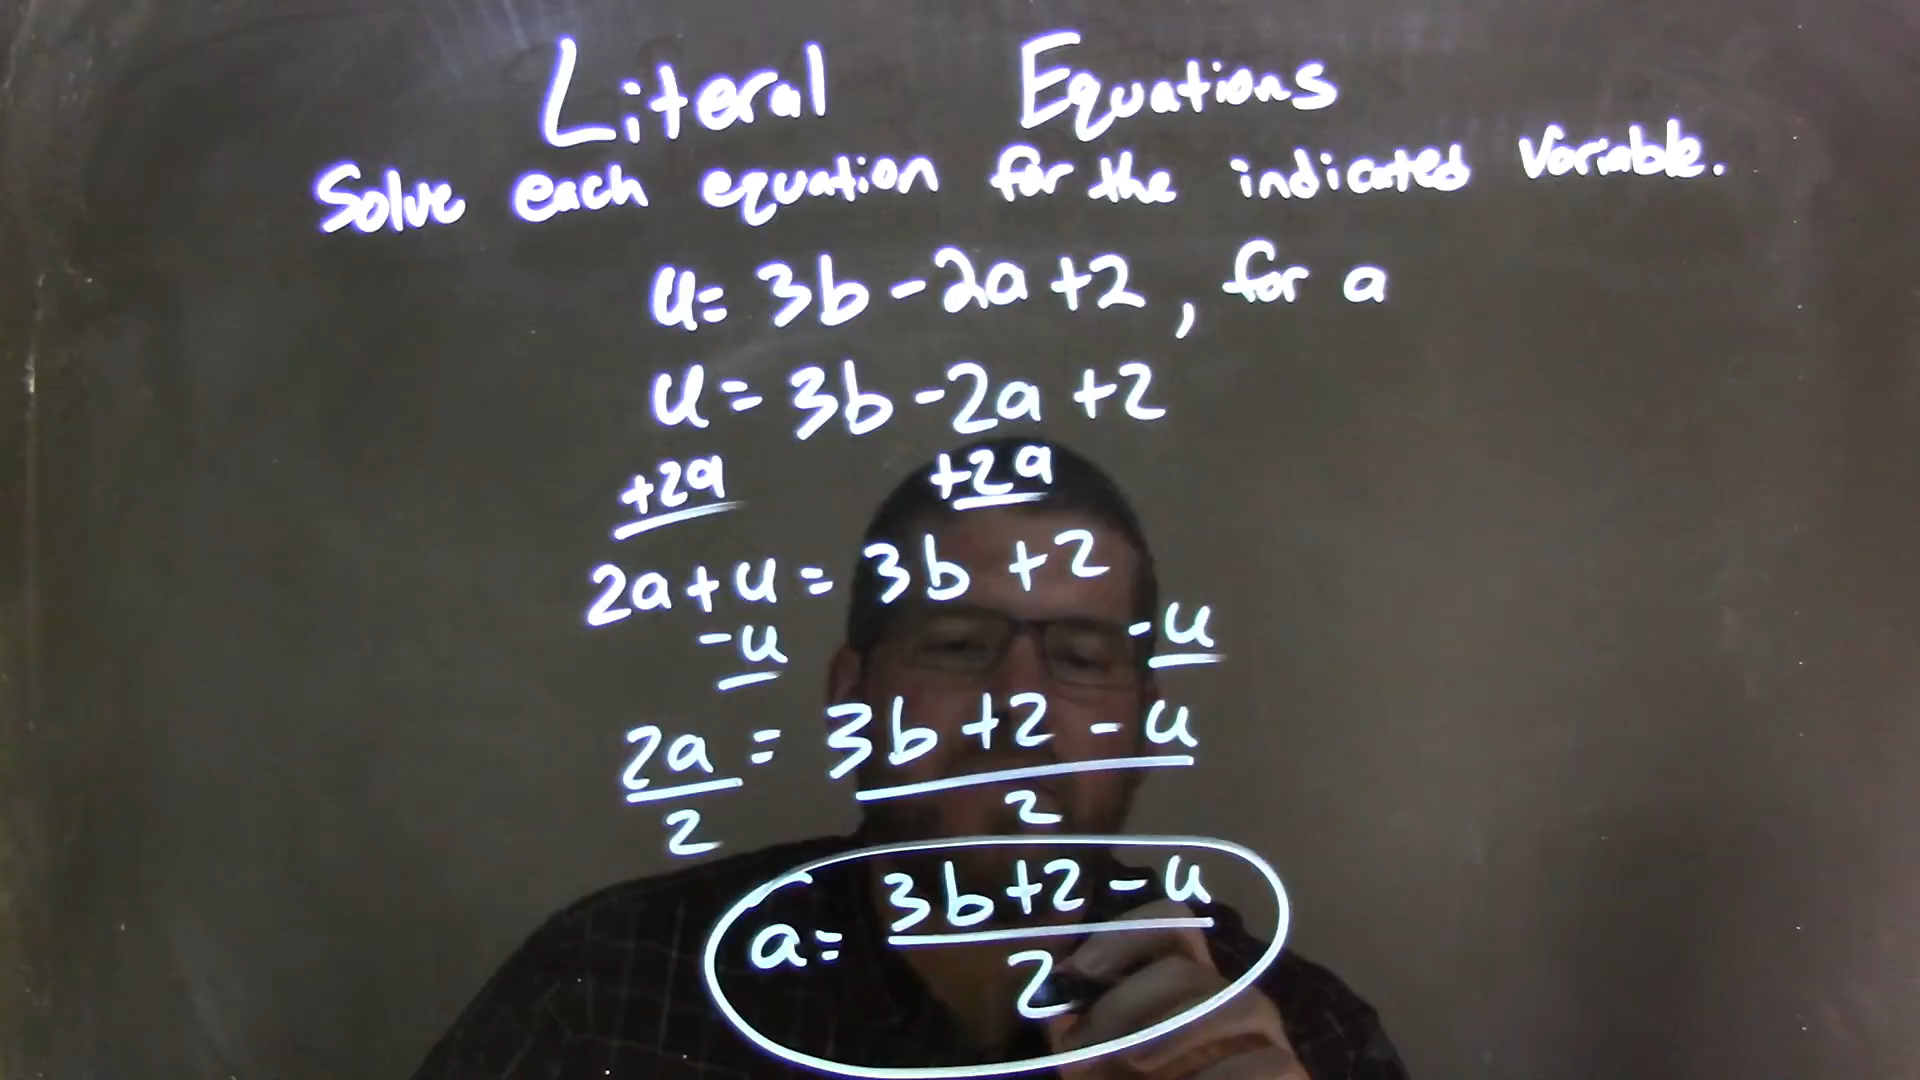 Literal Equations
Solve each equation for the indicated variable.
u = 3b - 2a + 2, for a
u = 3b - 2a + 2
+2a +2a
2a + u = 3b + 2
-u -u
2a = 3b + 2 - u
2 2
a = 3b + 2 - u
2